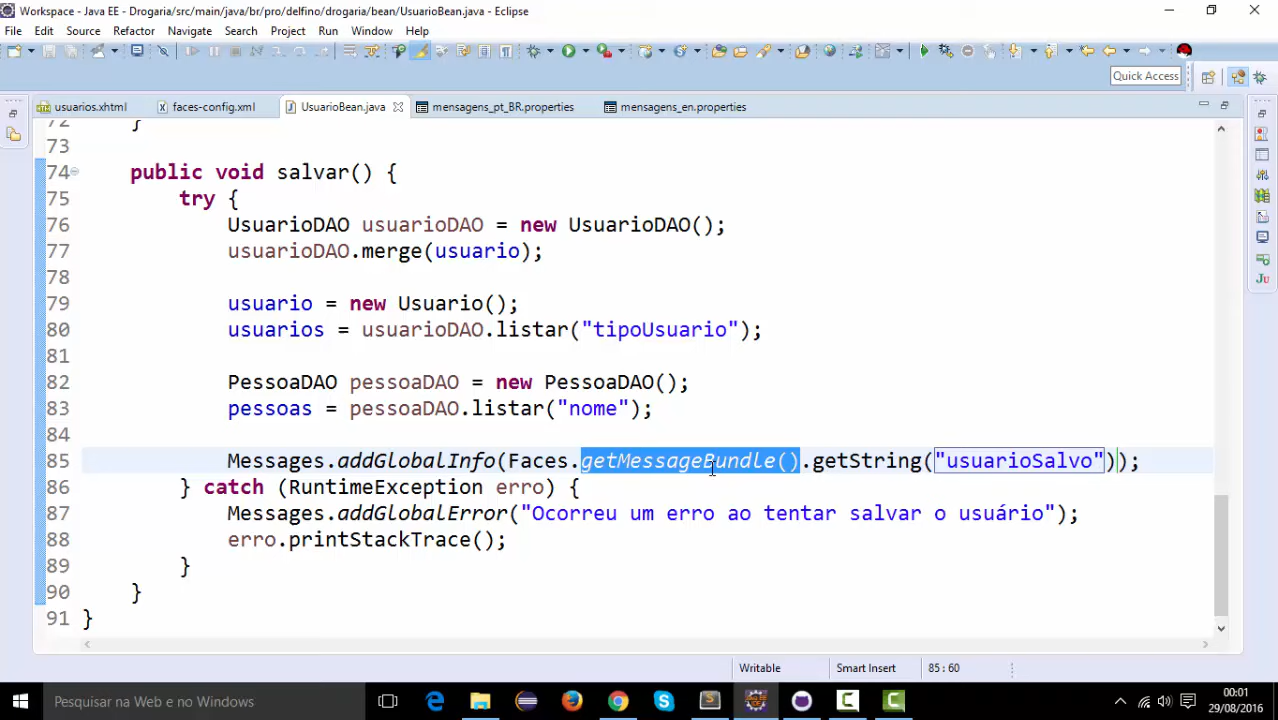 Workspace - Java EE - Drogaria/src/main/java/br/pro/delfino/drogaria/bean/UsuarioBean.java - Eclipse
File Edit Source Refactor Navigate Search Project Run Window Help
Quick Access
usuarios.xhtml faces-config.xml UsuarioBean.java mensagens_pt_BR.properties mensagens_en.properties
72 }
73
74 public void salvar() {
75 try {
76 UsuarioDAO usuarioDAO = new UsuarioDAO();
77 usuarioDAO.merge(usuario);
78
79 usuario = new Usuario();
80 usuarios = usuarioDAO.listar("tipoUsuario");
81
82 PessoaDAO pessoaDAO = new PessoaDAO();
83 pessoas = pessoaDAO.listar("nome");
84
85 Messages.addGlobalInfo(Faces.getMessageBundle().getString("usuarioSalvo"));
86 } catch (RuntimeException erro) {
87 Messages.addGlobalError("Ocorreu um erro ao tentar salvar o usuário");
88 erro.printStackTrace();
89 }
90 }
91 }
Writable Smart Insert 85 : 60
Pesquisar na Web e no Windows
00:01
29/08/2016